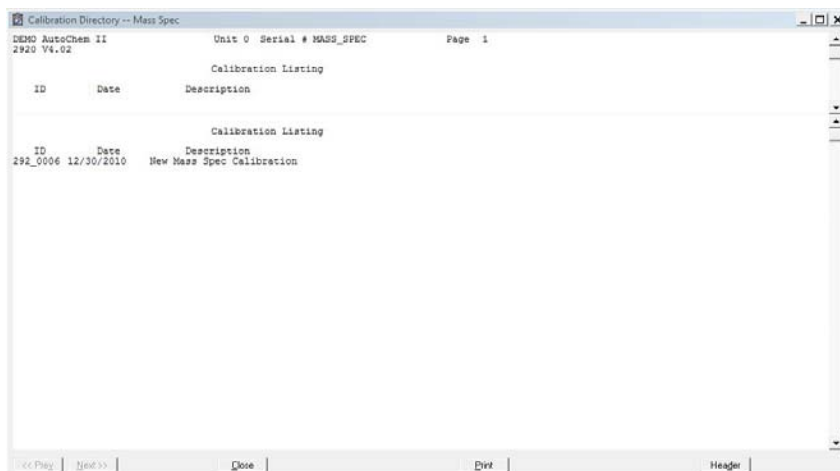 Calibration Directory -- Mass Spec
DEMO AutoChem II Unit 0 Serial # MASS_SPEC Page 1
2920 V4.02
Calibration Listing
ID Date Description
Calibration Listing
ID Date Description
292_0006 12/30/2010 New Mass Spec Calibration
<< Prev Next >> Close Print Header